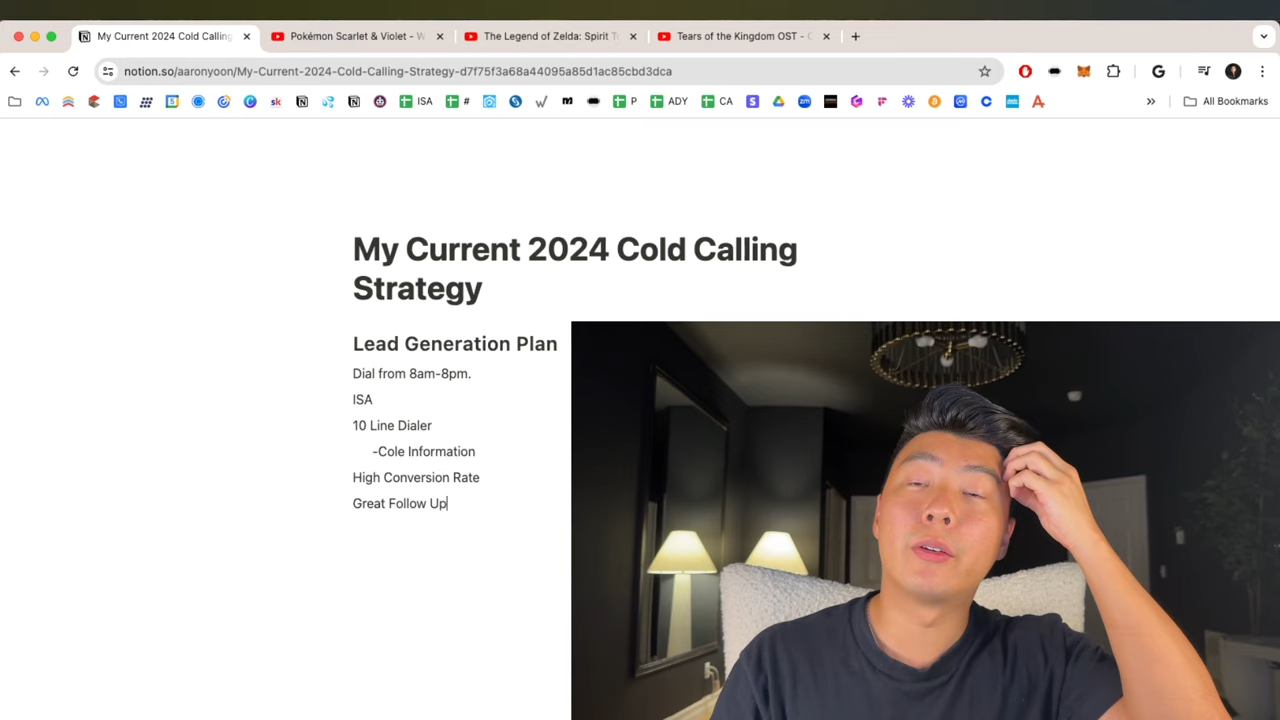 My Current 2024 Cold Calling
Pokémon Scarlet & Violet - W
The Legend of Zelda: Spirit T
Tears of the Kingdom OST - 
notion.so/aaronyoon/My-Current-2024-Cold-Calling-Strategy-d7f75f3a68a44095a85d1ac85cbd3dca
ISA
#
P
ADY
CA
All Bookmarks
My Current 2024 Cold Calling
Strategy
Lead Generation Plan
Dial from 8am-8pm.
ISA
10 Line Dialer
-Cole Information
High Conversion Rate
Great Follow Up